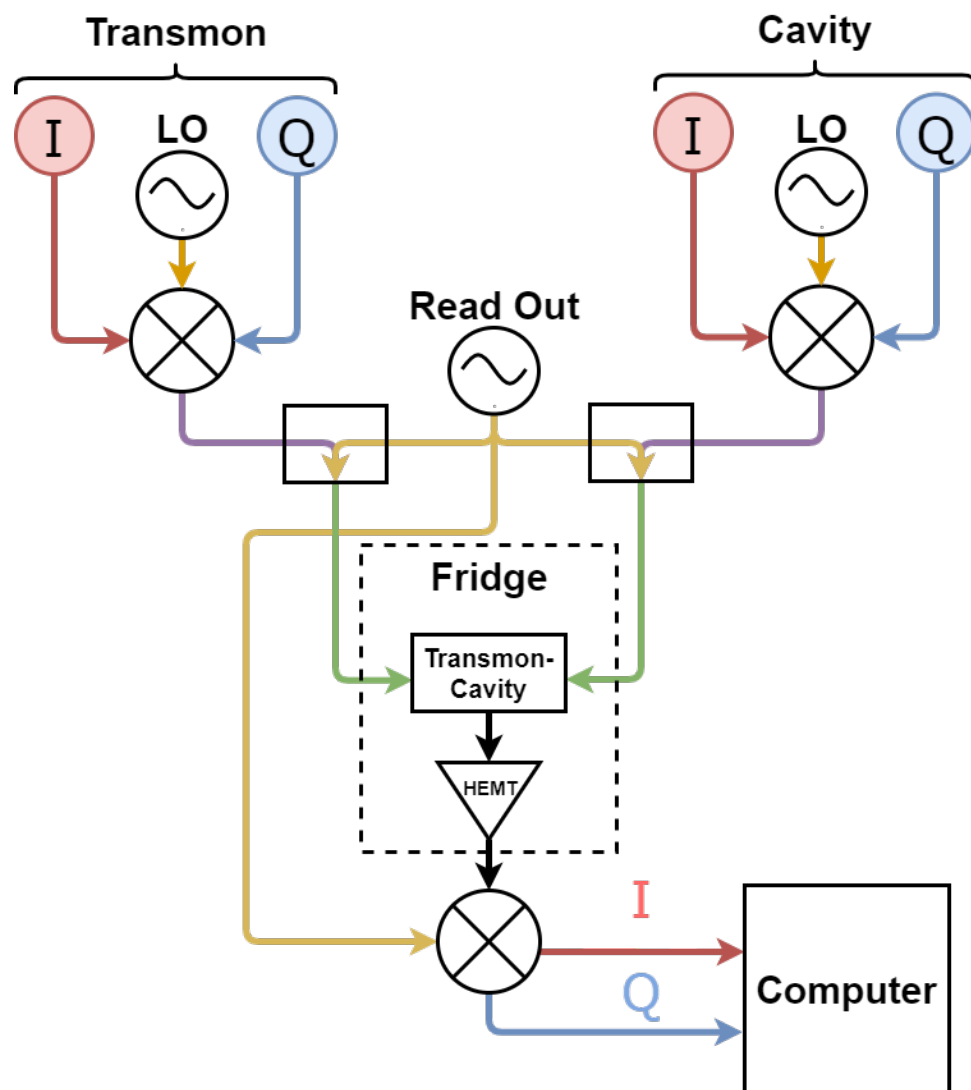 Transmon
Cavity
I
LO
Q
I
LO
Q
Read Out
Fridge
Transmon-
Cavity
HEMT
I
Q
Computer